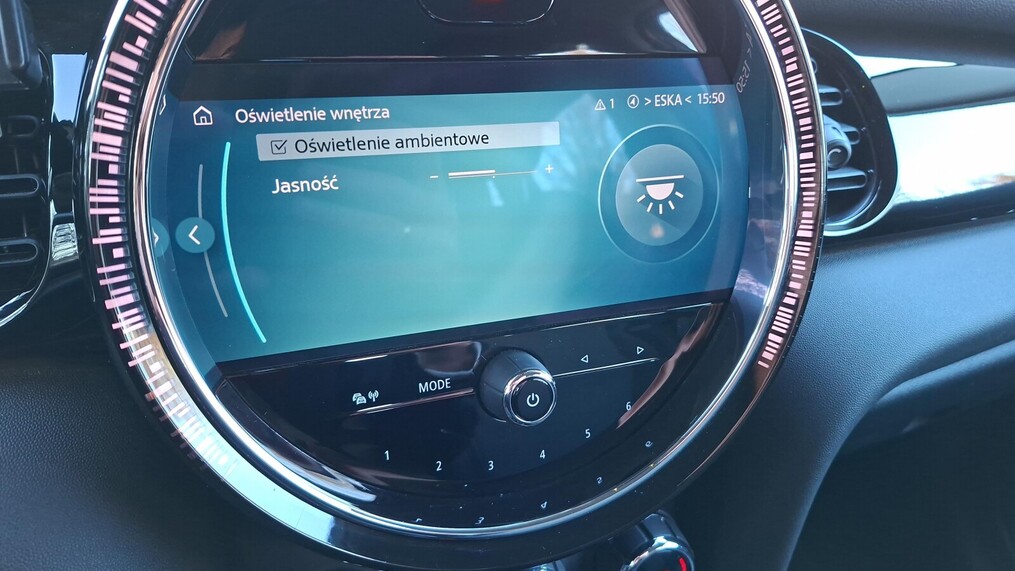 Oświetlenie wnętrza
1 > ESKA < 15:50
Oświetlenie ambientowe
Jasność - +
MODE
1 2 3 4 5 6